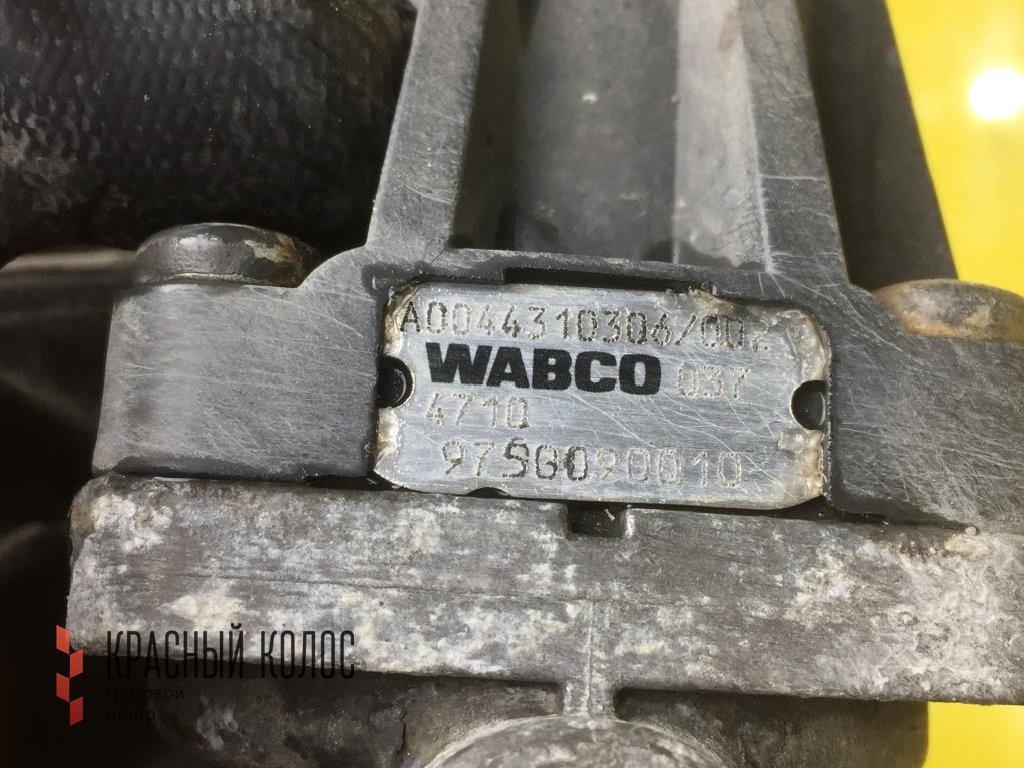 A0044310306/002
WABCO 037
4710
9750090010
КРАСНЫЙ КОЛОС
грузовой
центр